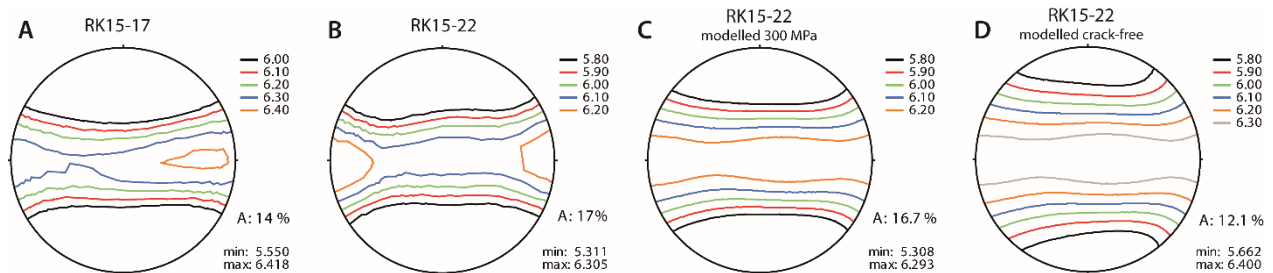 A
RK15-17
6.00
6.10
6.20
6.30
6.40
A: 14 %
min: 5.550
max: 6.418
B
RK15-22
5.80
5.90
6.00
6.10
6.20
A: 17%
min: 5.311
max: 6.305
C
RK15-22
modelled 300 MPa
5.80
5.90
6.00
6.10
6.20
A: 16.7 %
min: 5.308
max: 6.293
D
RK15-22
modelled crack-free
5.80
5.90
6.00
6.10
6.20
6.30
A: 12.1 %
min: 5.662
max: 6.400